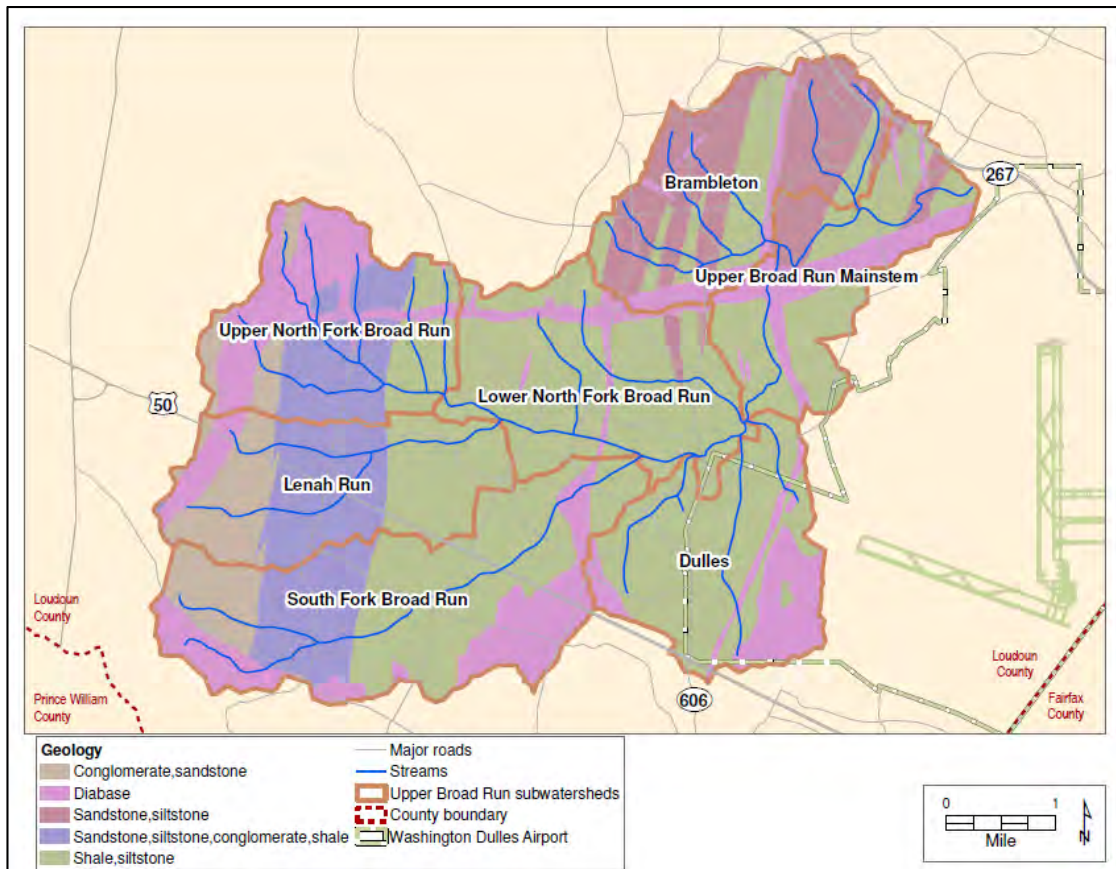 Brambleton
267
Upper Broad Run Mainstem
Upper North Fork Broad Run
50
Lower North Fork Broad Run
Lenah Run
Dulles
South Fork Broad Run
Loudoun
County
Prince William
County
606
Loudoun
County
Fairfax
County
Geology
Conglomerate,sandstone
Diabase
Sandstone,siltstone
Sandstone,siltstone,conglomerate,shale
Shale,siltstone
Major roads
Streams
Upper Broad Run subwatersheds
County boundary
Washington Dulles Airport
0 1
Mile
N